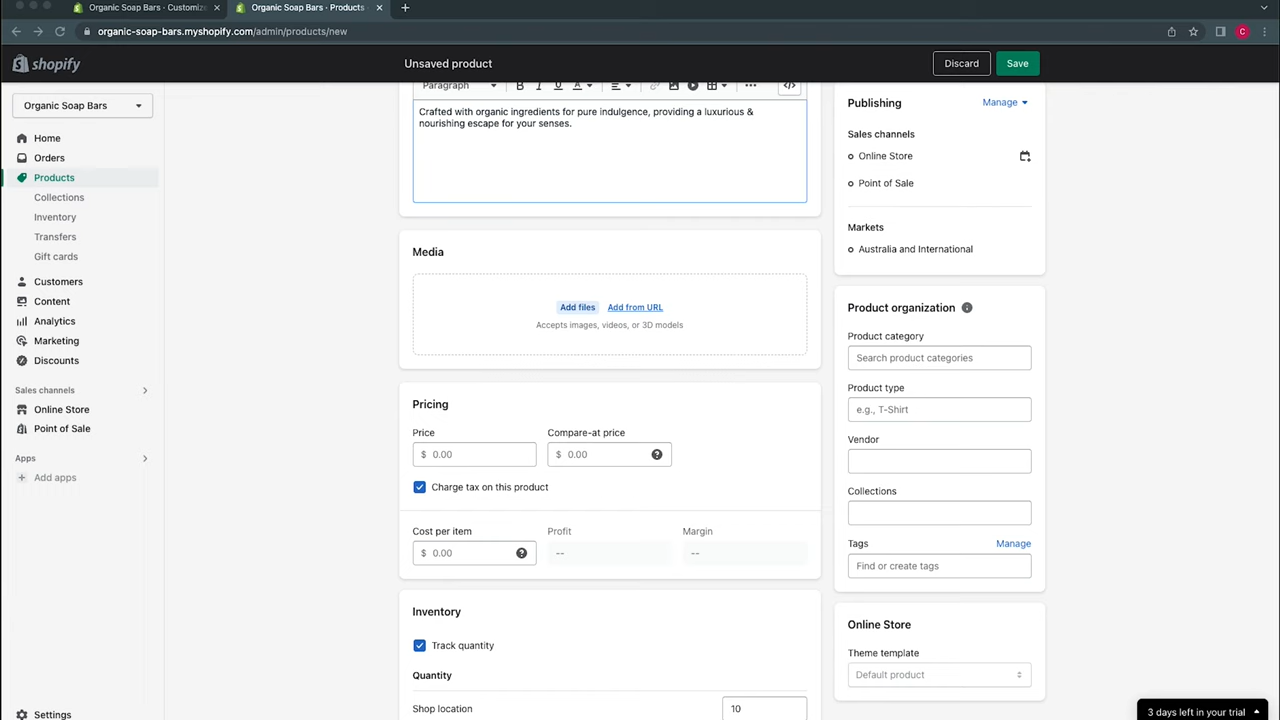 Organic Soap Bars · Customize
Organic Soap Bars · Products
organic-soap-bars.myshopify.com/admin/products/new
C
shopify
Unsaved product
Discard
Save
Organic Soap Bars
Home
Orders
Products
Collections
Inventory
Transfers
Gift cards
Customers
Content
Analytics
Marketing
Discounts
Sales channels
Online Store
Point of Sale
Apps
Add apps
Settings
Paragraph
B I U A
Crafted with organic ingredients for pure indulgence, providing a luxurious &
nourishing escape for your senses.
Media
Add files Add from URL
Accepts images, videos, or 3D models
Pricing
Price Compare-at price
$ 0.00 $ 0.00
Charge tax on this product
Cost per item Profit Margin
$ 0.00 -- --
Inventory
Track quantity
Quantity
Shop location 10
Publishing Manage
Sales channels
Online Store
Point of Sale
Markets
Australia and International
Product organization
Product category
Search product categories
Product type
e.g., T-Shirt
Vendor
Collections
Tags Manage
Find or create tags
Online Store
Theme template
Default product
3 days left in your trial